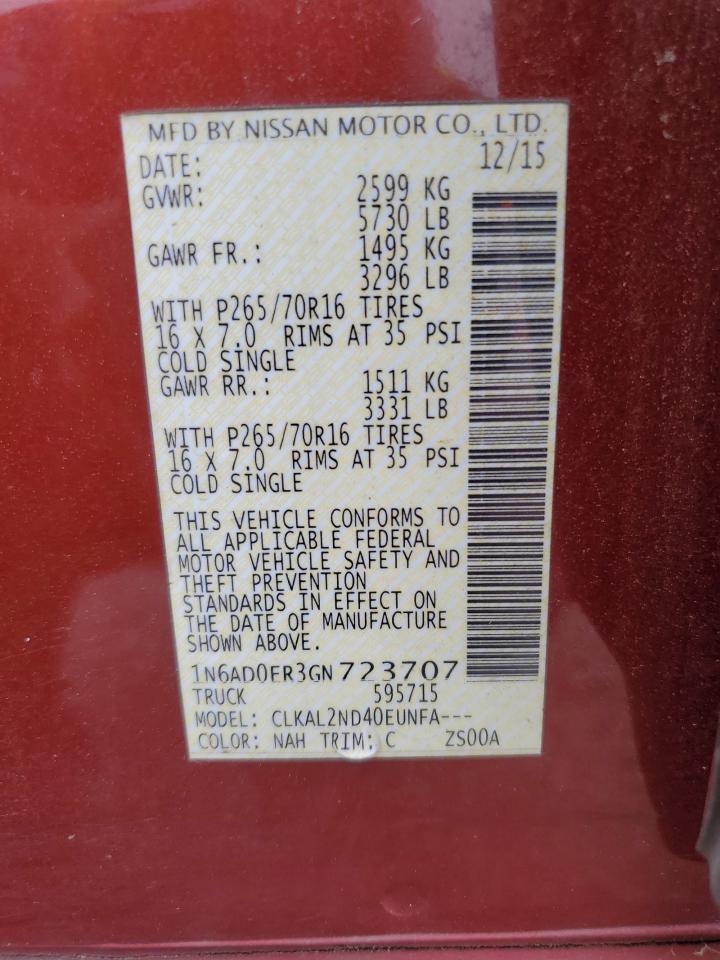 MFD BY NISSAN MOTOR CO., LTD.
DATE: 12/15
GVWR: 2599 KG
5730 LB
GAWR FR.: 1495 KG
3296 LB
WITH P265/70R16 TIRES
16 X 7.0 RIMS AT 35 PSI
COLD SINGLE
GAWR RR.: 1511 KG
3331 LB
WITH P265/70R16 TIRES
16 X 7.0 RIMS AT 35 PSI
COLD SINGLE
THIS VEHICLE CONFORMS TO
ALL APPLICABLE FEDERAL
MOTOR VEHICLE SAFETY AND
THEFT PREVENTION
STANDARDS IN EFFECT ON
THE DATE OF MANUFACTURE
SHOWN ABOVE.
1N6AD0ER3GN723707
TRUCK 595715
MODEL: CLKAL2ND40EUNFA---
COLOR: NAH TRIM: C ZS00A